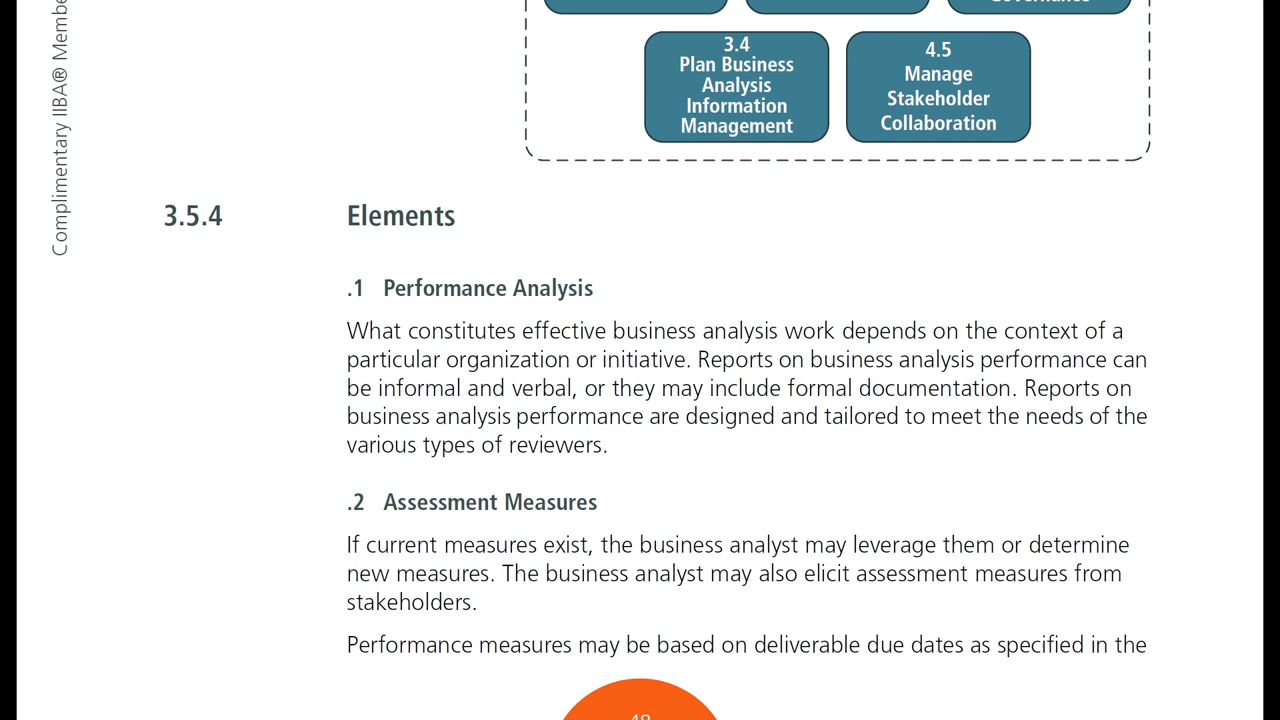 Governance
3.4
Plan Business
Analysis
Information
Management
4.5
Manage
Stakeholder
Collaboration
Complimentary IIBA® Membe
3.5.4 Elements
.1 Performance Analysis
What constitutes effective business analysis work depends on the context of a
particular organization or initiative. Reports on business analysis performance can
be informal and verbal, or they may include formal documentation. Reports on
business analysis performance are designed and tailored to meet the needs of the
various types of reviewers.
.2 Assessment Measures
If current measures exist, the business analyst may leverage them or determine
new measures. The business analyst may also elicit assessment measures from
stakeholders.
Performance measures may be based on deliverable due dates as specified in the
48